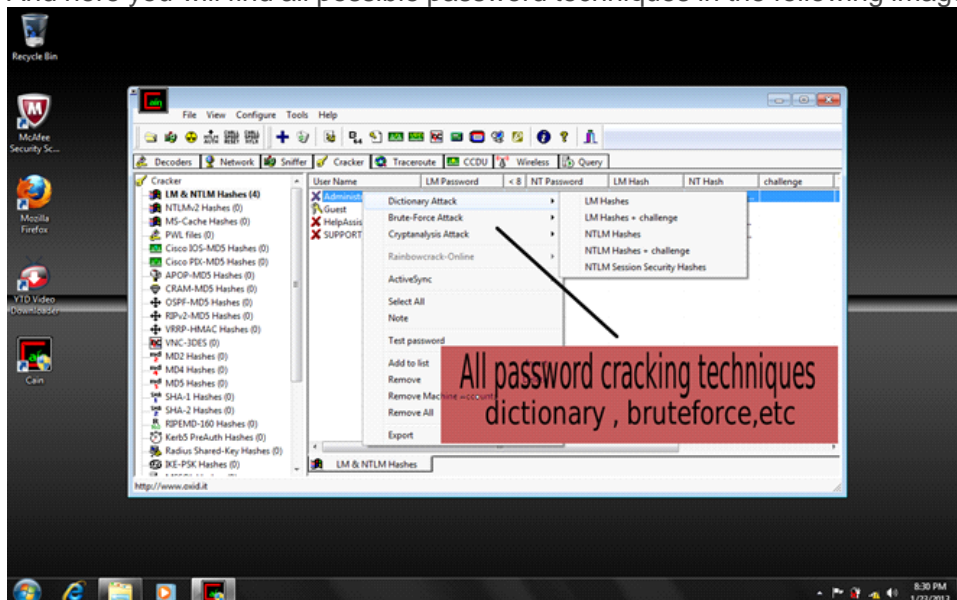 And here you will find all possible password techniques in the following imag
Recycle Bin
McAfee
Security Sc...
Mozilla
Firefox
YTD Video
Downloader
Cain
File View Configure Tools Help
Decoders Network Sniffer Cracker Traceroute CCDU Wireless Query
Cracker
LM & NTLM Hashes (4)
NTLMv2 Hashes (0)
MS-Cache Hashes (0)
PWL files (0)
Cisco IOS-MD5 Hashes (0)
Cisco PIX-MD5 Hashes (0)
APOP-MD5 Hashes (0)
CRAM-MD5 Hashes (0)
OSPF-MD5 Hashes (0)
RIPv2-MD5 Hashes (0)
VRRP-HMAC Hashes (0)
VNC-3DES (0)
MD2 Hashes (0)
MD4 Hashes (0)
MD5 Hashes (0)
SHA-1 Hashes (0)
SHA-2 Hashes (0)
RIPEMD-160 Hashes (0)
Kerb5 PreAuth Hashes (0)
Radius Shared-Key Hashes (0)
IKE-PSK Hashes (0)
User Name LM Password < 8 NT Password LM Hash NT Hash challenge
Administ
Guest
HelpAssis
SUPPORT
Dictionary Attack
Brute-Force Attack
Cryptanalysis Attack
Rainbowcrack-Online
ActiveSync
Select All
Note
Test password
Add to list
Remove
Remove Machine
Remove All
Export
LM Hashes
LM Hashes + challenge
NTLM Hashes
NTLM Hashes + challenge
NTLM Session Security Hashes
All password cracking techniques
dictionary , bruteforce,etc
LM & NTLM Hashes
http://www.oxid.it
8:30 PM
1/23/2013